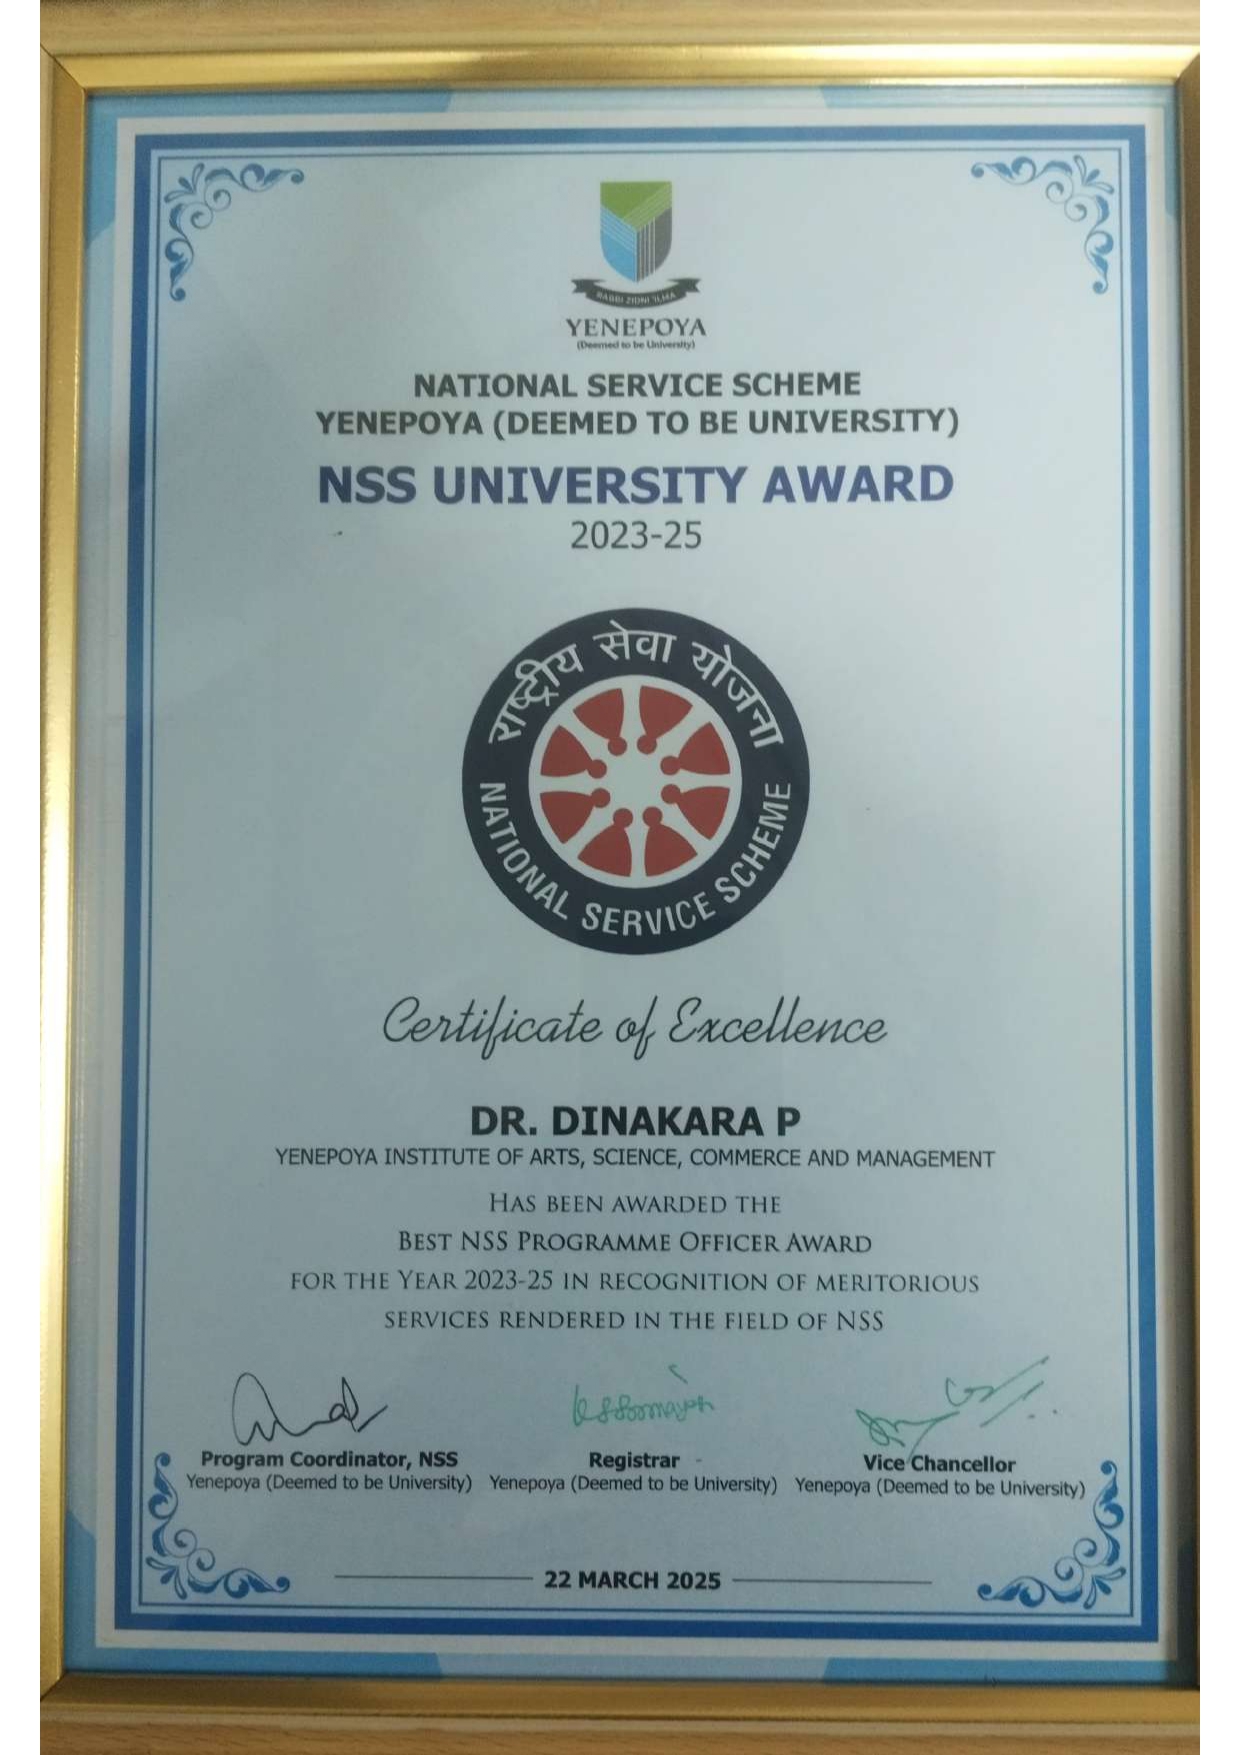 RABBI ZIDNI 'ILMA
YENEPOYA
(Deemed to be University)
NATIONAL SERVICE SCHEME
YENEPOYA (DEEMED TO BE UNIVERSITY)
NSS UNIVERSITY AWARD
2023-25
राष्ट्रीय सेवा योजना
NATIONAL SERVICE SCHEME
Certificate of Excellence
DR. DINAKARA P
YENEPOYA INSTITUTE OF ARTS, SCIENCE, COMMERCE AND MANAGEMENT
HAS BEEN AWARDED THE
BEST NSS PROGRAMME OFFICER AWARD
FOR THE YEAR 2023-25 IN RECOGNITION OF MERITORIOUS
SERVICES RENDERED IN THE FIELD OF NSS
Program Coordinator, NSS
Yenepoya (Deemed to be University)
Registrar
Yenepoya (Deemed to be University)
Vice Chancellor
Yenepoya (Deemed to be University)
22 MARCH 2025